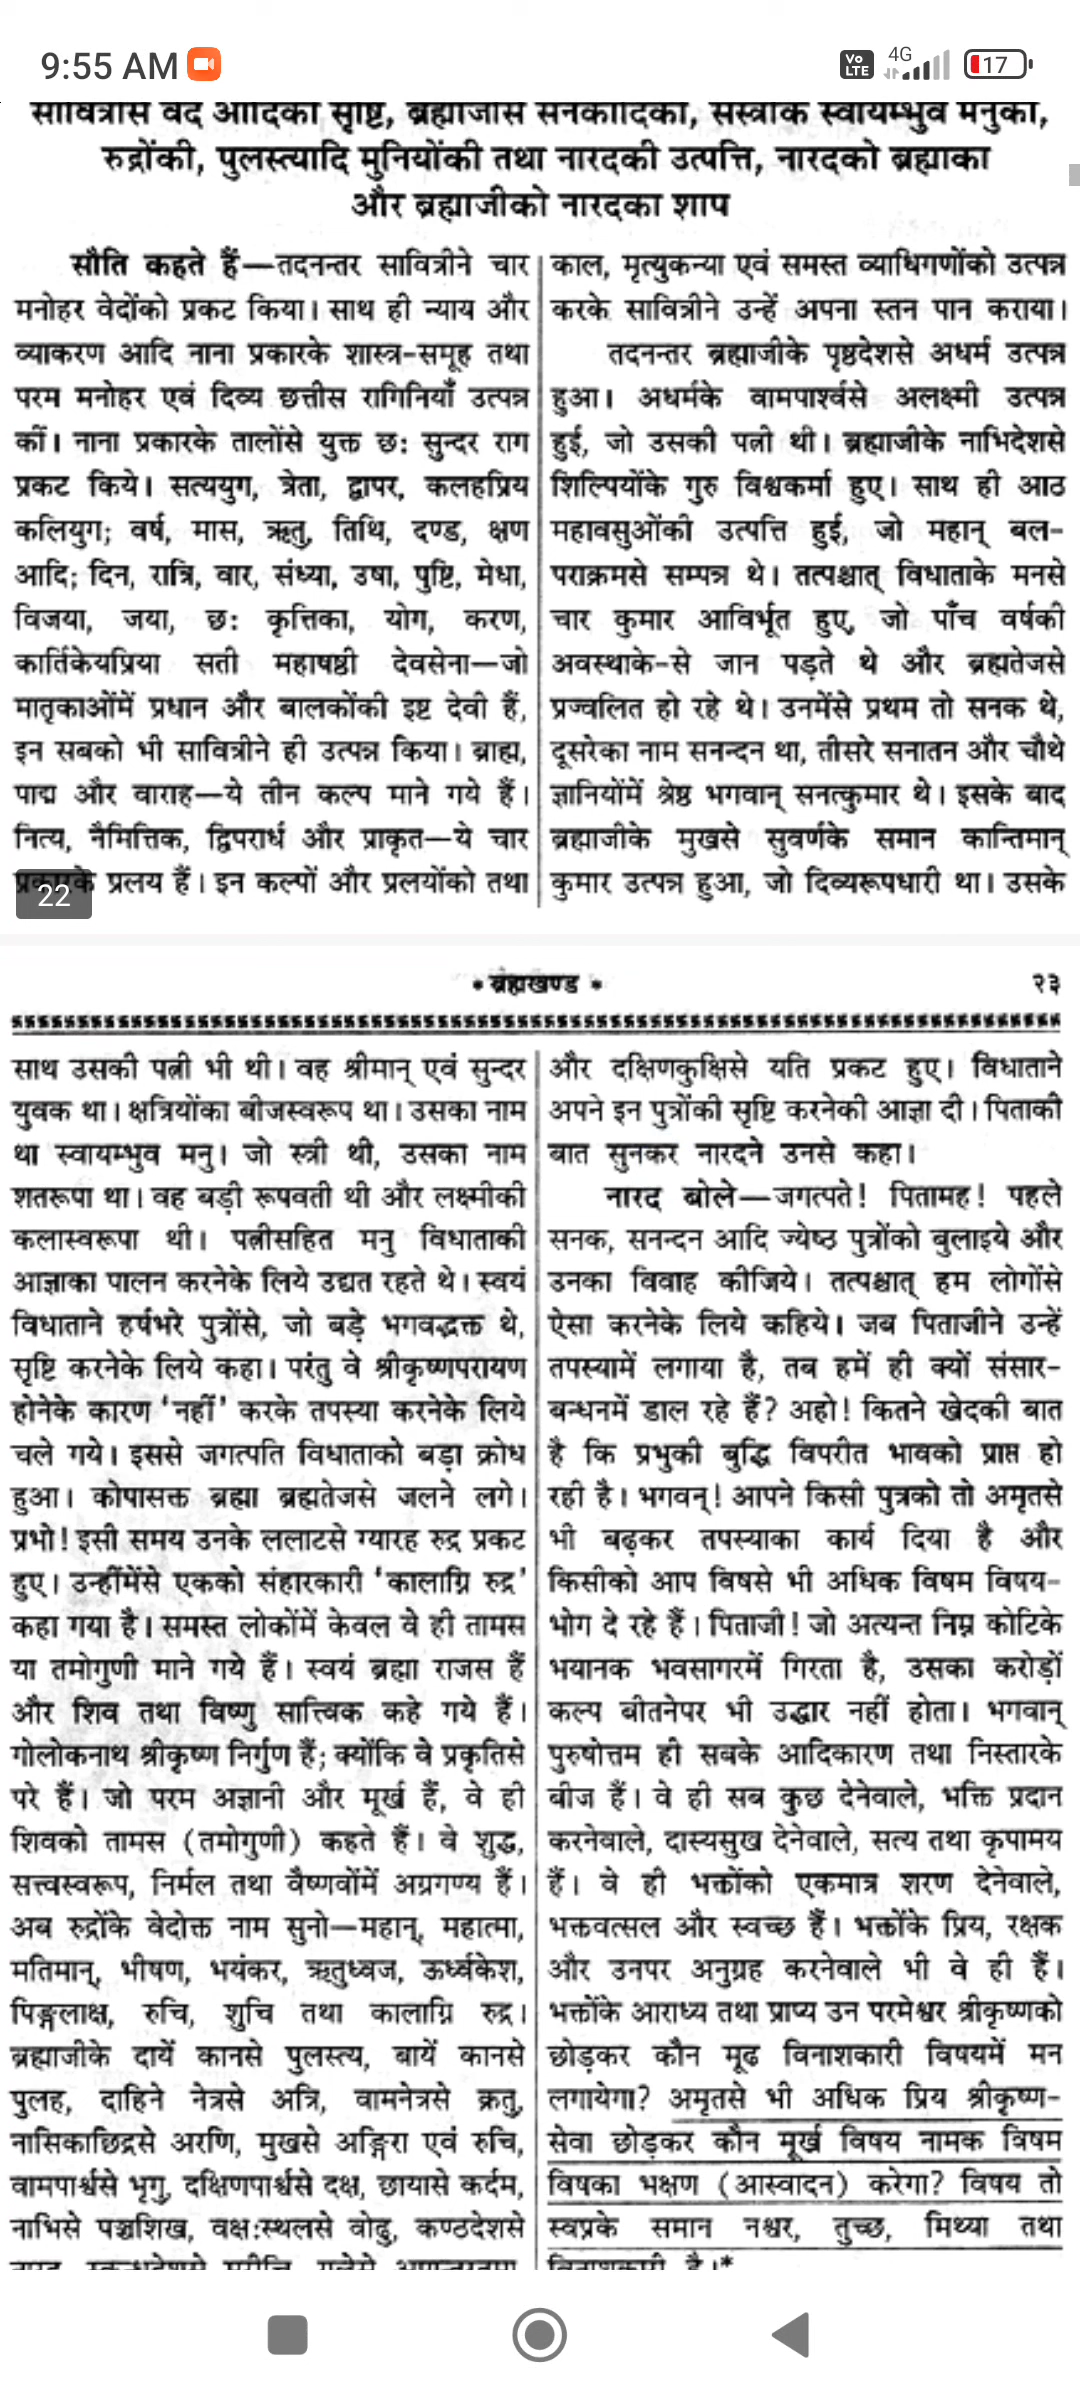 9:55 AM
Vo LTE 4G 17
सावित्रीसे वेद आदिकी सृष्टि, ब्रह्माजीसे सनकादिकी, सस्त्रीक स्वायम्भुव मनुकी,
रुद्रोंकी, पुलस्त्यादि मुनियोंकी तथा नारदकी उत्पत्ति, नारदको ब्रह्माका
और ब्रह्माजीको नारदका शाप
सौति कहते हैं—तदनन्तर सावित्रीने चार
मनोहर वेदोंको प्रकट किया। साथ ही न्याय और
व्याकरण आदि नाना प्रकारके शास्त्र-समूह तथा
परम मनोहर एवं दिव्य छत्तीस रागिनियाँ उत्पन्न
कीं। नाना प्रकारके तालोंसे युक्त छः सुन्दर राग
प्रकट किये। सत्ययुग, त्रेता, द्वापर, कलहप्रिय
कलियुग; वर्ष, मास, ऋतु, तिथि, दण्ड, क्षण
आदि; दिन, रात्रि, वार, संध्या, उषा, पुष्टि, मेधा,
विजया, जया, छः कृत्तिका, योग, करण,
कार्तिकेयप्रिया सती महाषष्ठी देवसेना—जो
मातृकाओंमें प्रधान और बालकोंकी इष्ट देवी हैं,
इन सबको भी सावित्रीने ही उत्पन्न किया। ब्राह्म,
पाद्म और वाराह—ये तीन कल्प माने गये हैं।
नित्य, नैमित्तिक, द्विपरार्ध और प्राकृत—ये चार
प्रकारके प्रलय हैं। इन कल्पों और प्रलयोंको तथा
22
काल, मृत्युकन्या एवं समस्त व्याधिगणोंको उत्पन्न
करके सावित्रीने उन्हें अपना स्तन पान कराया।
तदनन्तर ब्रह्माजीके पृष्ठदेशसे अधर्म उत्पन्न
हुआ। अधर्मके वामपार्श्वसे अलक्ष्मी उत्पन्न
हुई, जो उसकी पत्नी थी। ब्रह्माजीके नाभिदेशसे
शिल्पियोंके गुरु विश्वकर्मा हुए। साथ ही आठ
महावसुओंकी उत्पत्ति हुई, जो महान् बल-
पराक्रमसे सम्पन्न थे। तत्पश्चात् विधाताके मनसे
चार कुमार आविर्भूत हुए, जो पाँच वर्षकी
अवस्थाके-से जान पड़ते थे और ब्रह्मतेजसे
प्रज्वलित हो रहे थे। उनमेंसे प्रथम तो सनक थे,
दूसरेका नाम सनन्दन था, तीसरे सनातन और चौथे
ज्ञानियोंमें श्रेष्ठ भगवान् सनत्कुमार थे। इसके बाद
ब्रह्माजीके मुखसे सुवर्णके समान कान्तिमान्
कुमार उत्पन्न हुआ, जो दिव्यरूपधारी था। उसके
* ब्रह्मखण्ड *
२३
साथ उसकी पत्नी भी थी। वह श्रीमान् एवं सुन्दर
युवक था। क्षत्रियोंका बीजस्वरूप था। उसका नाम
था स्वायम्भुव मनु। जो स्त्री थी, उसका नाम
शतरूपा था। वह बड़ी रूपवती थी और लक्ष्मीकी
कलास्वरूपा थी। पत्नीसहित मनु विधाताकी
आज्ञाका पालन करनेके लिये उद्यत रहते थे। स्वयं
विधाताने हर्षभरे पुत्रोंसे, जो बड़े भगवद्भक्त थे,
सृष्टि करनेके लिये कहा। परंतु वे श्रीकृष्णपरायण
होनेके कारण 'नहीं' करके तपस्या करनेके लिये
चले गये। इससे जगत्पति विधाताको बड़ा क्रोध
हुआ। कोपासक्त ब्रह्मा ब्रह्मतेजसे जलने लगे।
प्रभो! इसी समय उनके ललाटसे ग्यारह रुद्र प्रकट
हुए। उन्हींमेंसे एकको संहारकारी 'कालाग्नि रुद्र'
कहा गया है। समस्त लोकोंमें केवल वे ही तामस
या तमोगुणी माने गये हैं। स्वयं ब्रह्मा राजस हैं
और शिव तथा विष्णु सात्त्विक कहे गये हैं।
गोलोकनाथ श्रीकृष्ण निर्गुण हैं; क्योंकि वे प्रकृतिसे
परे हैं। जो परम अज्ञानी और मूर्ख हैं, वे ही
शिवको तामस (तमोगुणी) कहते हैं। वे शुद्ध,
सत्त्वस्वरूप, निर्मल तथा वैष्णवोंमें अग्रगण्य हैं।
अब रुद्रोंके वेदोक्त नाम सुनो—महान्, महात्मा,
मतिमान्, भीषण, भयंकर, ऋतुध्वज, ऊर्ध्वकेश,
पिङ्गलाक्ष, रुचि, शुचि तथा कालाग्नि रुद्र।
ब्रह्माजीके दायें कानसे पुलस्त्य, बायें कानसे
पुलह, दाहिने नेत्रसे अत्रि, वामनेत्रसे क्रतु,
नासिकाछिद्रसे अरणि, मुखसे अङ्गिरा एवं रुचि,
वामपार्श्वसे भृगु, दक्षिणपार्श्वसे दक्ष, छायासे कर्दम,
नाभिसे पञ्चशिख, वक्षःस्थलसे वोढु, कण्ठदेशसे
और दक्षिणकुक्षिसे यति प्रकट हुए। विधाताने
अपने इन पुत्रोंकी सृष्टि करनेकी आज्ञा दी। पिताकी
बात सुनकर नारदने उनसे कहा।
नारद बोले—जगत्पते! पितामह! पहले
सनक, सनन्दन आदि ज्येष्ठ पुत्रोंको बुलाइये और
उनका विवाह कीजिये। तत्पश्चात् हम लोगोंसे
ऐसा करनेके लिये कहिये। जब पिताजीने उन्हें
तपस्यामें लगाया है, तब हमें ही क्यों संसार-
बन्धनमें डाल रहे हैं? अहो! कितने खेदकी बात
है कि प्रभुकी बुद्धि विपरीत भावको प्राप्त हो
रही है। भगवन्! आपने किसी पुत्रको तो अमृतसे
भी बढ़कर तपस्याका कार्य दिया है और
किसीको आप विषसे भी अधिक विषम विषय-
भोग दे रहे हैं। पिताजी! जो अत्यन्त निम्न कोटिके
भयानक भवसागरमें गिरता है, उसका करोड़ों
कल्प बीतनेपर भी उद्धार नहीं होता। भगवान्
पुरुषोत्तम ही सबके आदिकारण तथा निस्तारके
बीज हैं। वे ही सब कुछ देनेवाले, भक्ति प्रदान
करनेवाले, दास्यसुख देनेवाले, सत्य तथा कृपामय
हैं। वे ही भक्तोंको एकमात्र शरण देनेवाले,
भक्तवत्सल और स्वच्छ हैं। भक्तोंके प्रिय, रक्षक
और उनपर अनुग्रह करनेवाले भी वे ही हैं।
भक्तोंके आराध्य तथा प्राप्य उन परमेश्वर श्रीकृष्णको
छोड़कर कौन मूढ विनाशकारी विषयमें मन
लगायेगा? अमृतसे भी अधिक प्रिय श्रीकृष्ण-
सेवा छोड़कर कौन मूर्ख विषय नामक विषम
विषका भक्षण (आस्वादन) करेगा? विषय तो
स्वप्नके समान नश्वर, तुच्छ, मिथ्या तथा
विनाशकारी है।*